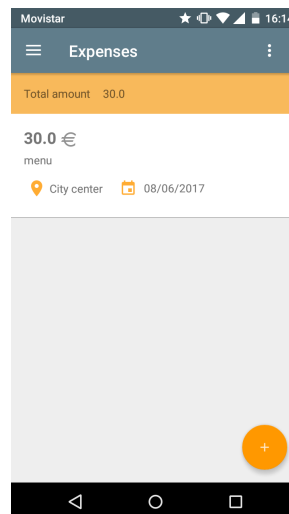 Movistar 16:14
Expenses
Total amount 30.0
30.0 €
menu
City center 08/06/2017
+